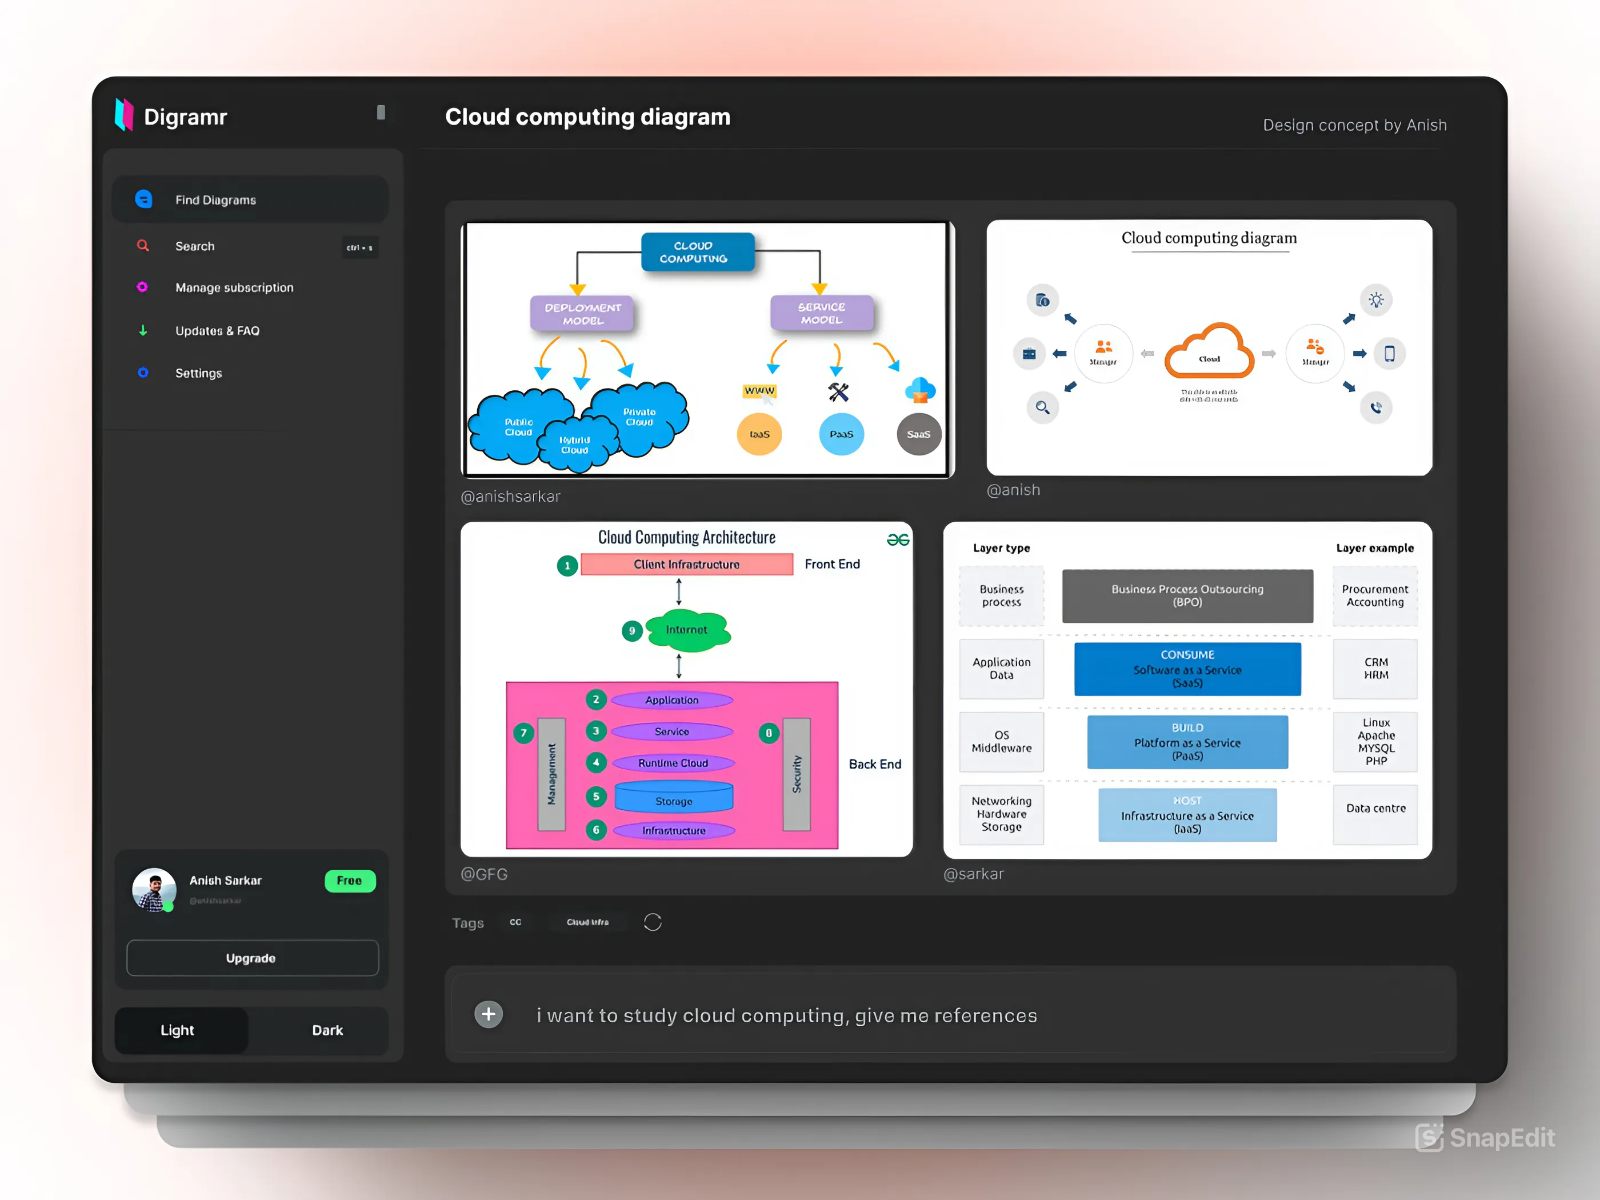 Digramr
Cloud computing diagram
Design concept by Anish
Find Diagrams
Search
ctrl + s
Manage subscription
Updates & FAQ
Settings
CLOUD
COMPUTING
DEPLOYMENT
MODEL
SERVICE
MODEL
Public
Cloud
Hybrid
Cloud
Private
Cloud
WWW
IaaS
PaaS
SaaS
@anishsarkar
Cloud computing diagram
Manager
Cloud
Manager
@anish
Cloud Computing Architecture
1
Client Infrastructure
Front End
9
Internet
2
Application
3
Service
4
Runtime Cloud
5
Storage
6
Infrastructure
7
Management
8
Security
Back End
@GFG
Layer type
Layer example
Business
process
Business Process Outsourcing
(BPO)
Procurement
Accounting
Application
Data
CONSUME
Software as a Service
(SaaS)
CRM
HRM
OS
Middleware
BUILD
Platform as a Service
(PaaS)
Linux
Apache
MYSQL
PHP
Networking
Hardware
Storage
HOST
Infrastructure as a Service
(IaaS)
Data centre
@sarkar
Anish Sarkar
@anishsarkar
Free
Upgrade
Light
Dark
Tags
CC
Cloud Infra
i want to study cloud computing, give me references
SnapEdit